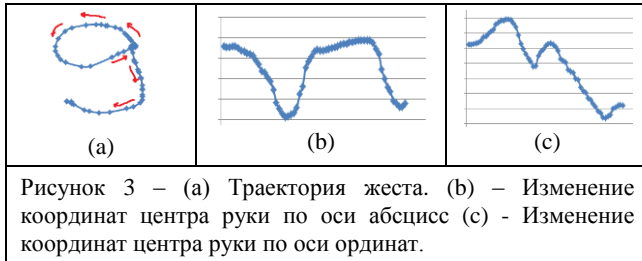 (a) (b) (c)
Рисунок 3 – (a) Траектория жеста. (b) – Изменение
координат центра руки по оси абсцисс (c) - Изменение
координат центра руки по оси ординат.